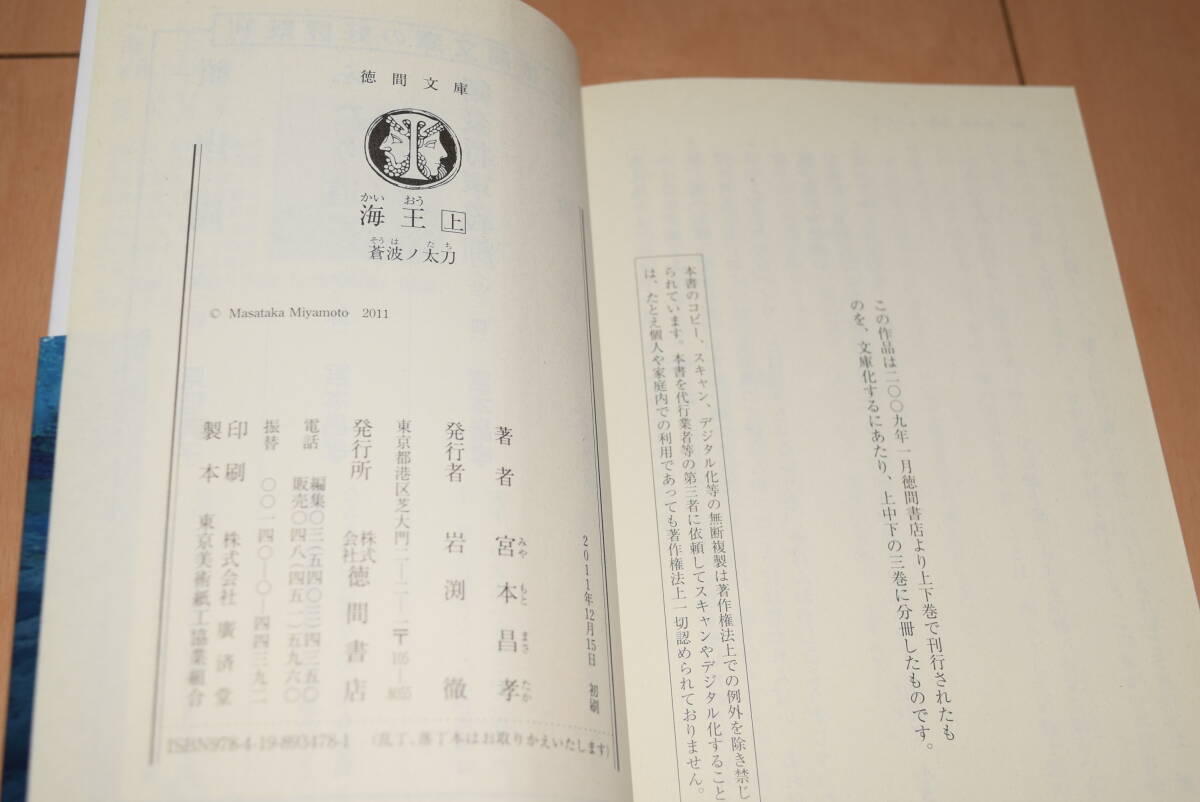 この作品は二〇〇九年一月徳間書店より上下巻で刊行されたも
のを、文庫化するにあたり、上中下の三巻に分冊したものです。
本書のコピー、スキャン、デジタル化等の無断複製は著作権法上での例外を除き禁じ
られています。本書を代行業者等の第三者に依頼してスキャンやデジタル化すること
は、たとえ個人や家庭内での利用であっても著作権法上一切認められておりません。
徳間文庫
かいおう
海王 上
そうはたち
蒼波ノ太刀
© Masataka Miyamoto 2011
2011年12月15日 初刷
著者 宮本昌孝
みやもとまさたか
発行者 岩渕徹
東京都港区芝大門二-二-一 〒105-8055
発行所 株式会社徳間書店
電話 編集〇三(五四〇三)四三五〇
販売〇四八(四五一)五九六〇
振替 〇〇一四〇-〇-四四三九二
印刷 株式会社廣済堂
製本 東京美術紙工協業組合
ISBN978-4-19-893478-1 (乱丁、落丁本はお取りかえいたします)